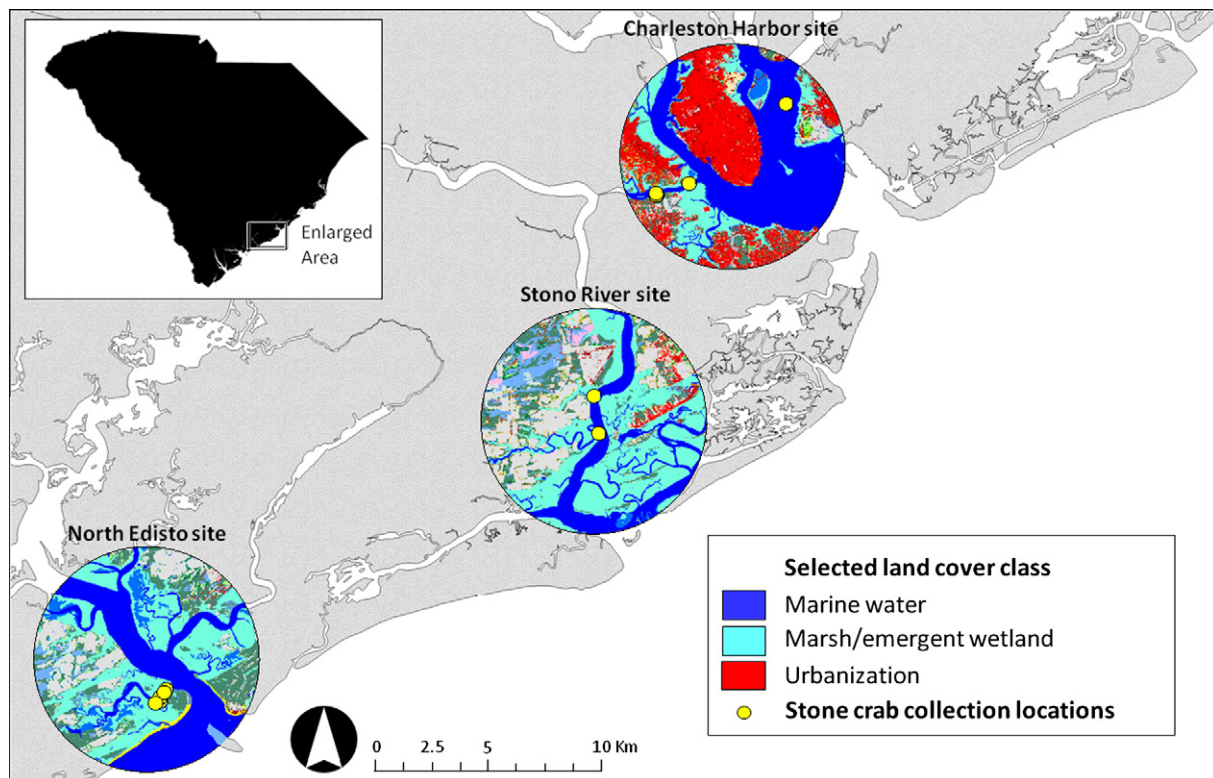 Charleston Harbor site
Enlarged
Area
Stono River site
North Edisto site
Selected land cover class
Marine water
Marsh/emergent wetland
Urbanization
Stone crab collection locations
0 2.5 5 10 Km